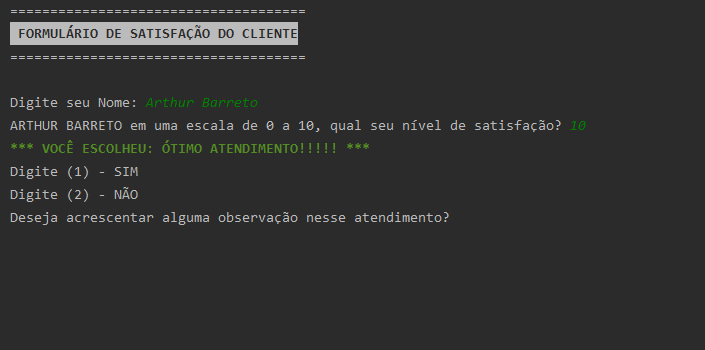 =====================================
FORMULÁRIO DE SATISFAÇÃO DO CLIENTE
=====================================
Digite seu Nome: Arthur Barreto
ARTHUR BARRETO em uma escala de 0 a 10, qual seu nível de satisfação? 10
*** VOCÊ ESCOLHEU: ÓTIMO ATENDIMENTO!!!!! ***
Digite (1) - SIM
Digite (2) - NÃO
Deseja acrescentar alguma observação nesse atendimento?